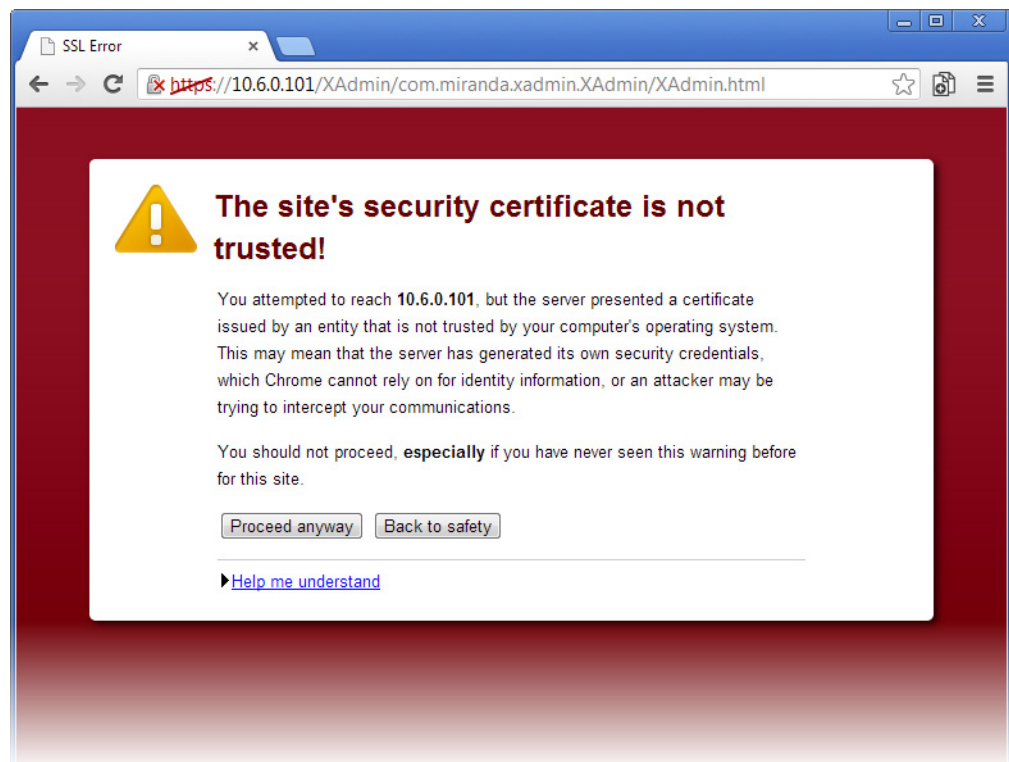 SSL Error
https://10.6.0.101/XAdmin/com.miranda.xadmin.XAdmin/XAdmin.html
The site's security certificate is not
trusted!
You attempted to reach 10.6.0.101, but the server presented a certificate
issued by an entity that is not trusted by your computer's operating system.
This may mean that the server has generated its own security credentials,
which Chrome cannot rely on for identity information, or an attacker may be
trying to intercept your communications.
You should not proceed, especially if you have never seen this warning before
for this site.
Proceed anyway Back to safety
Help me understand